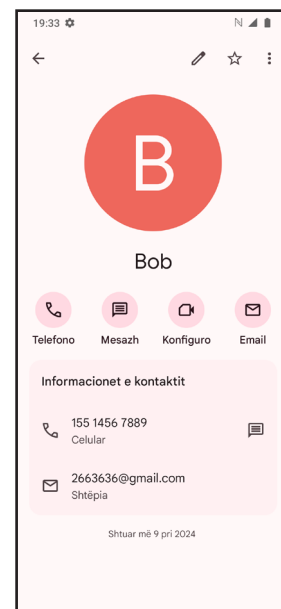 19:33
B
Bob
Telefono Mesazh Konfiguro Email
Informacionet e kontaktit
155 1456 7889
Celular
2663636@gmail.com
Shtëpia
Shtuar më 9 pri 2024